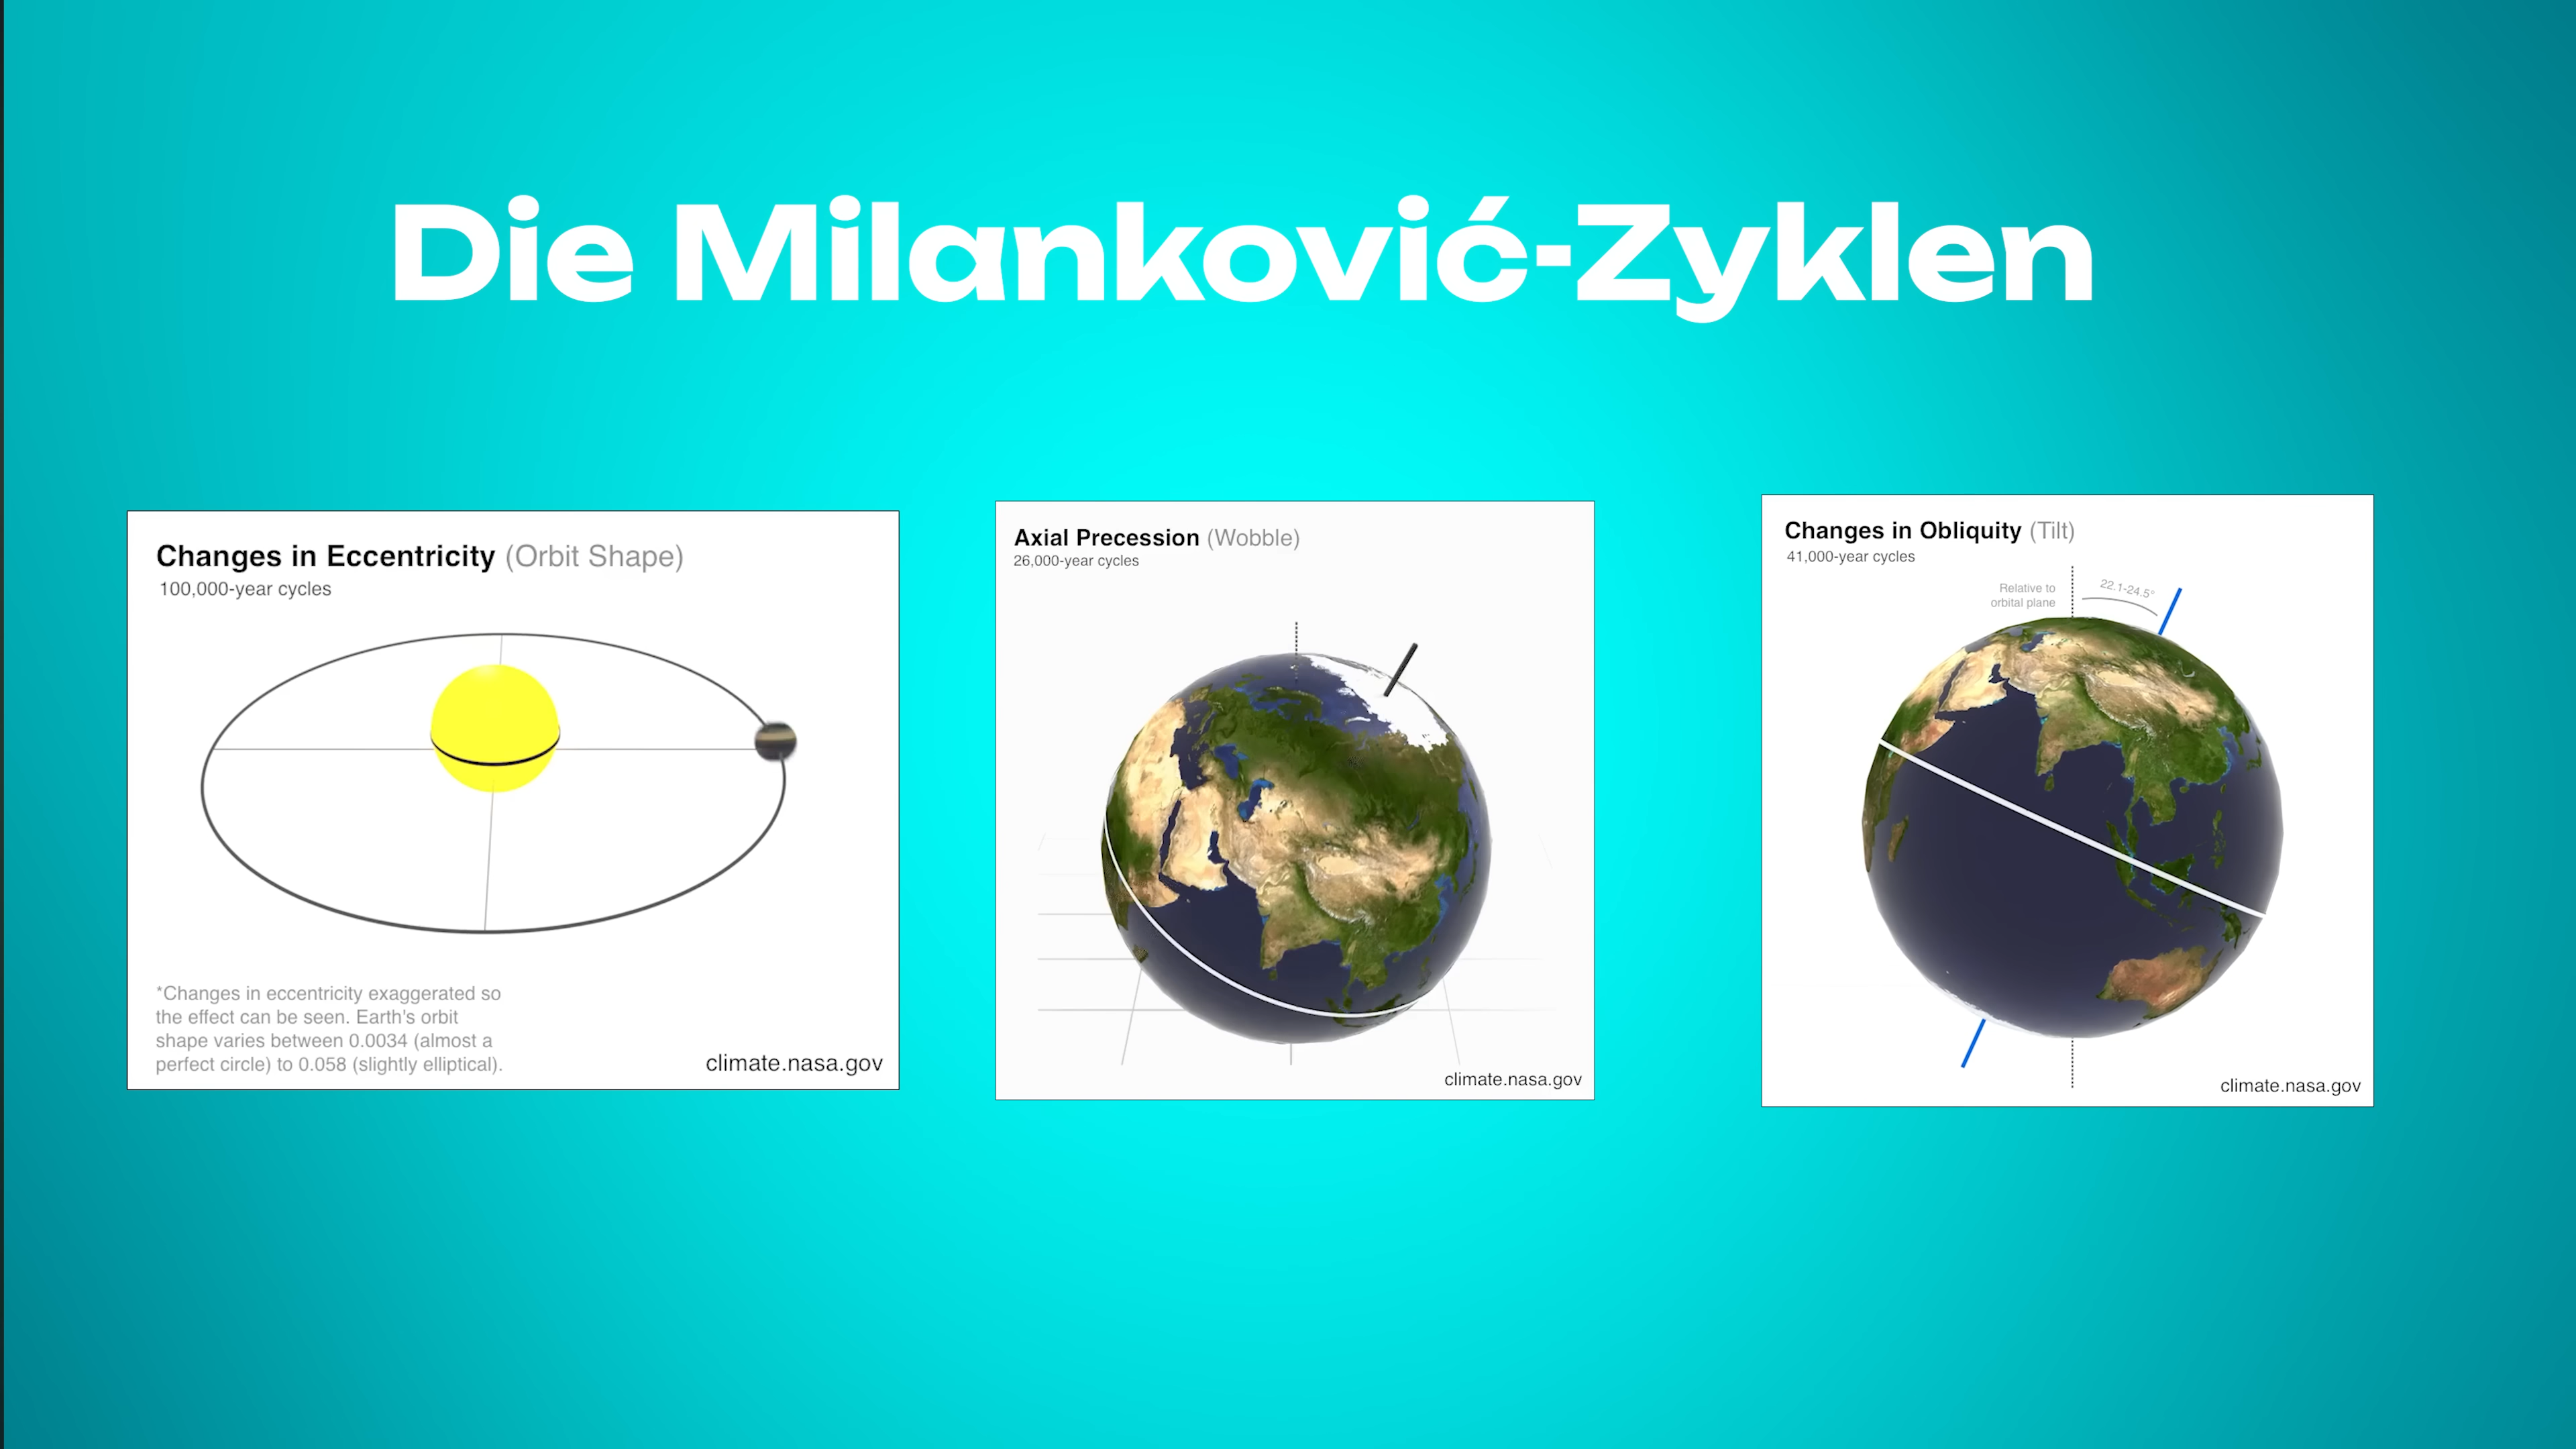 Die Milanković-Zyklen
Changes in Eccentricity (Orbit Shape)
100,000-year cycles
*Changes in eccentricity exaggerated so
the effect can be seen. Earth's orbit
shape varies between 0.0034 (almost a
perfect circle) to 0.058 (slightly elliptical).
climate.nasa.gov
Axial Precession (Wobble)
26,000-year cycles
climate.nasa.gov
Changes in Obliquity (Tilt)
41,000-year cycles
Relative to
orbital plane
22.1-24.5°
climate.nasa.gov